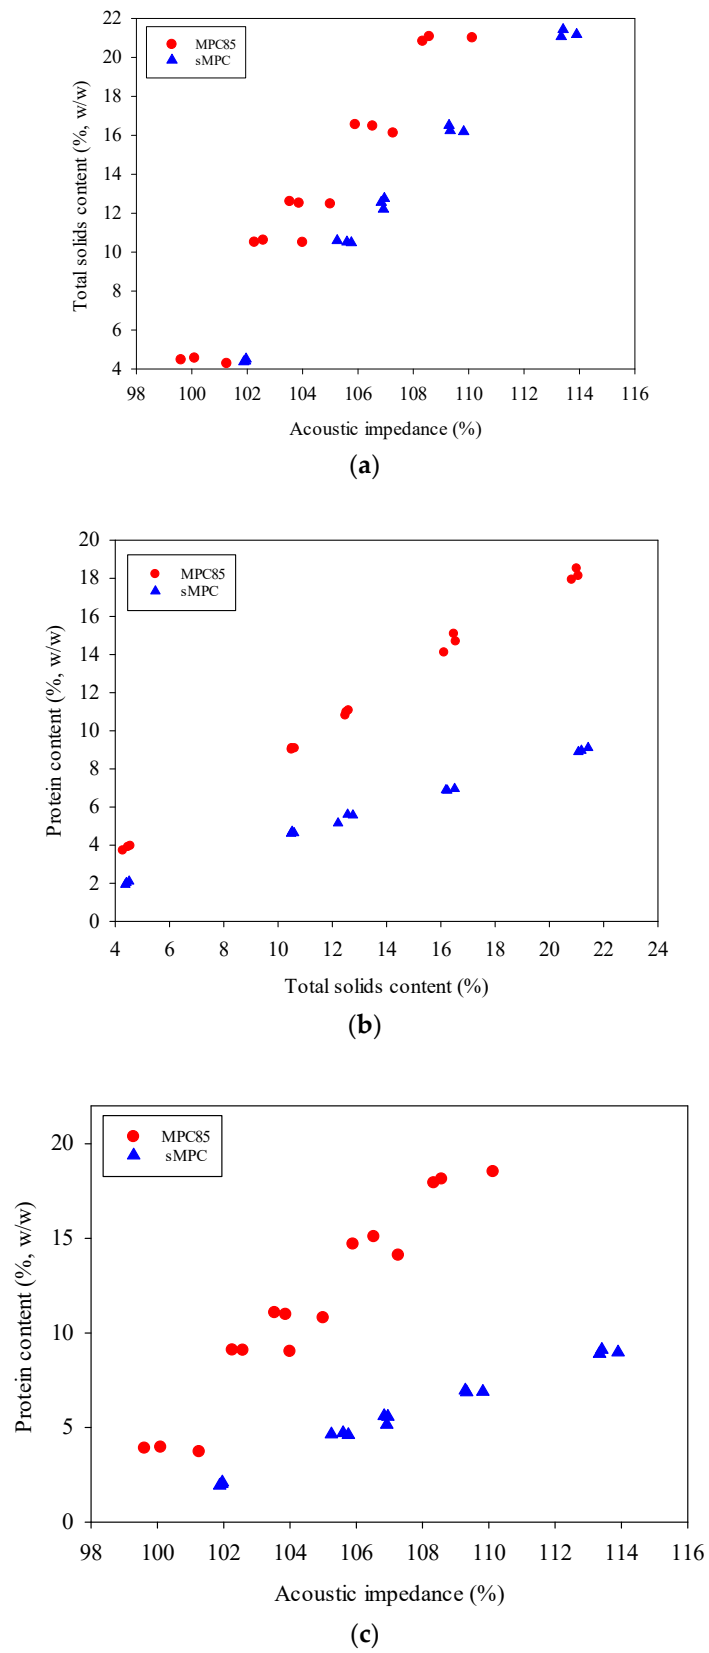 22
20
18
16
14
12
10
8
6
4
Total solids content (%, w/w)
MPC85
sMPC
98 100 102 104 106 108 110 112 114 116
Acoustic impedance (%)
(a)
20
18
16
14
12
10
8
6
4
2
0
Protein content (%, w/w)
MPC85
sMPC
4 6 8 10 12 14 16 18 20 22 24
Total solids content (%)
(b)
20
15
10
5
0
Protein content (%, w/w)
MPC85
sMPC
98 100 102 104 106 108 110 112 114 116
Acoustic impedance (%)
(c)